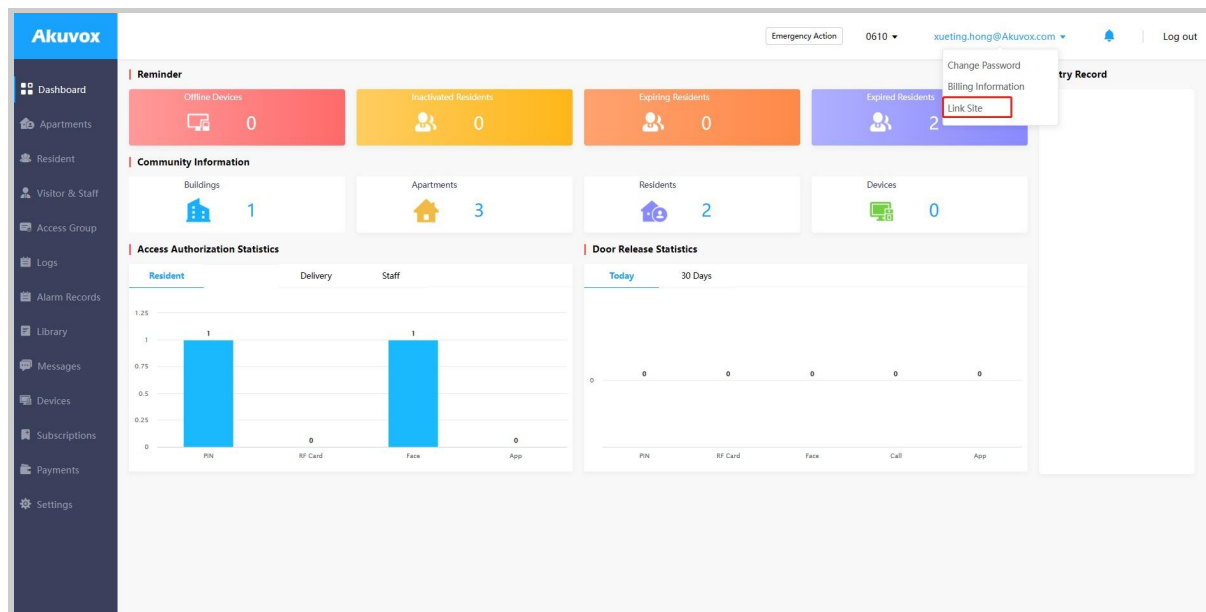 Akuvox
Emergency Action
0610
xueting.hong@Akuvox.com
Log out
Change Password
Billing Information
Link Site
Dashboard
Apartments
Resident
Visitor & Staff
Access Group
Logs
Alarm Records
Library
Messages
Devices
Subscriptions
Payments
Settings
Reminder
Offline Devices
0
Inactivated Residents
0
Expiring Residents
0
Expired Residents
2
try Record
Community Information
Buildings
1
Apartments
3
Residents
2
Devices
0
Access Authorization Statistics
Resident Delivery Staff
1.25
1
0.75
0.5
0.25
0
1
0
1
0
PIN RF Card Face App
Door Release Statistics
Today 30 Days
0
0 0 0 0 0
PIN RF Card Face Call App